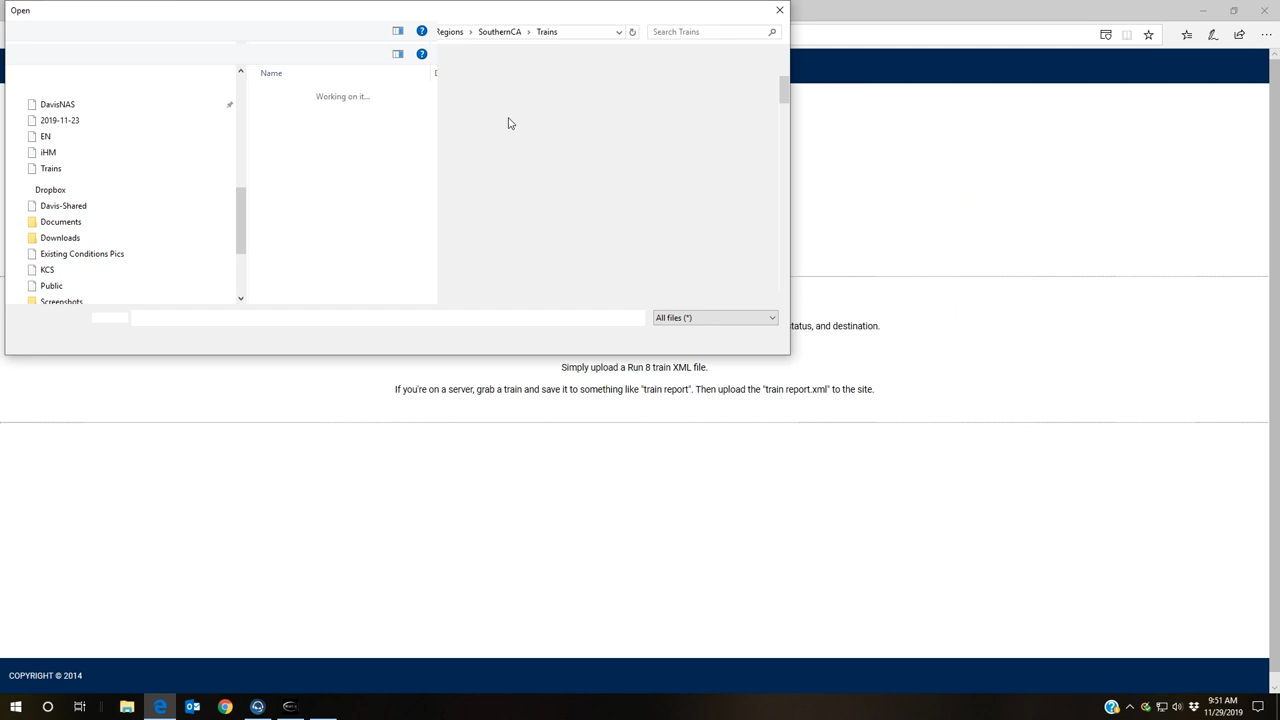 Open
Regions > SouthernCA > Trains
Search Trains
Name
Working on it...
DavisNAS
2019-11-23
EN
iHM
Trains
Dropbox
Davis-Shared
Documents
Downloads
Existing Conditions Pics
KCS
Public
Screenshots
All files (*)
tatus, and destination.
Simply upload a Run 8 train XML file.
If you're on a server, grab a train and save it to something like "train report". Then upload the "train report.xml" to the site.
COPYRIGHT © 2014
9:51 AM
11/29/2019